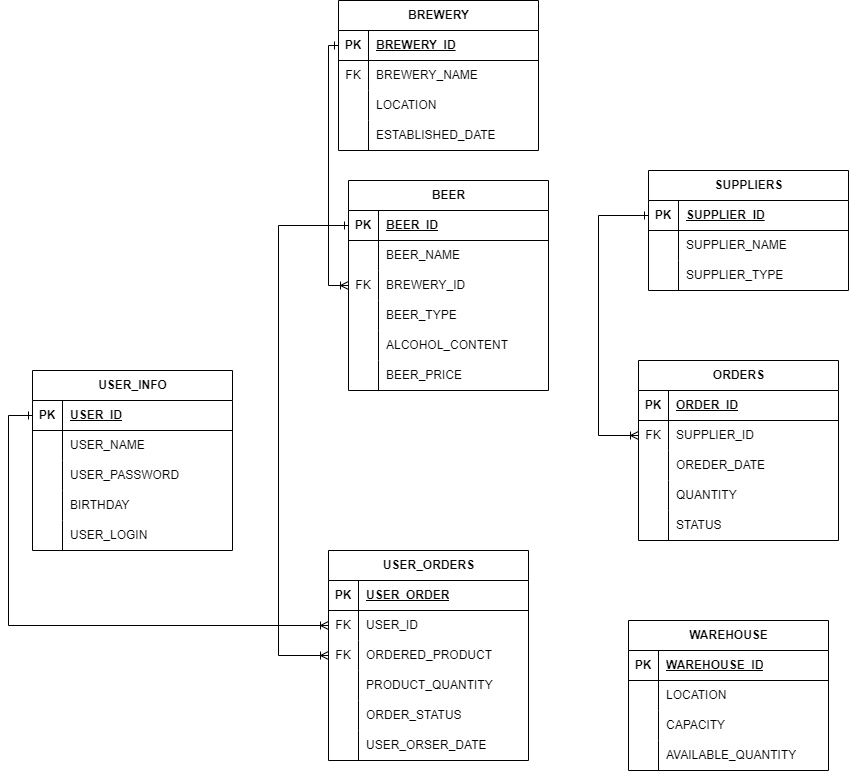 BREWERY
PK BREWERY_ID
FK BREWERY_NAME
LOCATION
ESTABLISHED_DATE
BEER
PK BEER_ID
BEER_NAME
FK BREWERY_ID
BEER_TYPE
ALCOHOL_CONTENT
BEER_PRICE
SUPPLIERS
PK SUPPLIER_ID
SUPPLIER_NAME
SUPPLIER_TYPE
USER_INFO
PK USER_ID
USER_NAME
USER_PASSWORD
BIRTHDAY
USER_LOGIN
ORDERS
PK ORDER_ID
FK SUPPLIER_ID
OREDER_DATE
QUANTITY
STATUS
USER_ORDERS
PK USER_ORDER
FK USER_ID
FK ORDERED_PRODUCT
PRODUCT_QUANTITY
ORDER_STATUS
USER_ORSER_DATE
WAREHOUSE
PK WAREHOUSE_ID
LOCATION
CAPACITY
AVAILABLE_QUANTITY